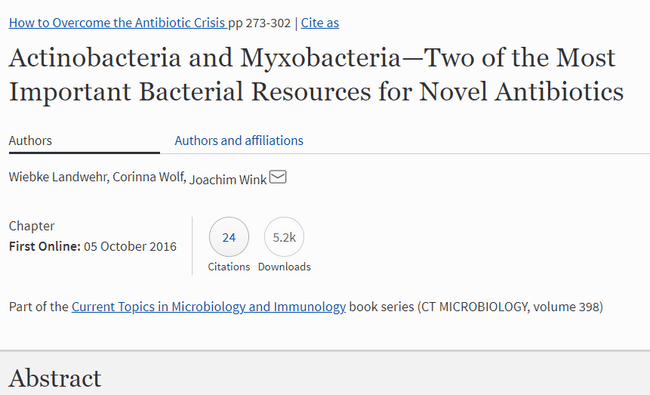 How to Overcome the Antibiotic Crisis pp 273-302 | Cite as
Actinobacteria and Myxobacteria—Two of the Most
Important Bacterial Resources for Novel Antibiotics
Authors
Authors and affiliations
Wiebke Landwehr, Corinna Wolf, Joachim Wink
Chapter
First Online: 05 October 2016
24
Citations
5.2k
Downloads
Part of the Current Topics in Microbiology and Immunology book series (CT MICROBIOLOGY, volume 398)
Abstract